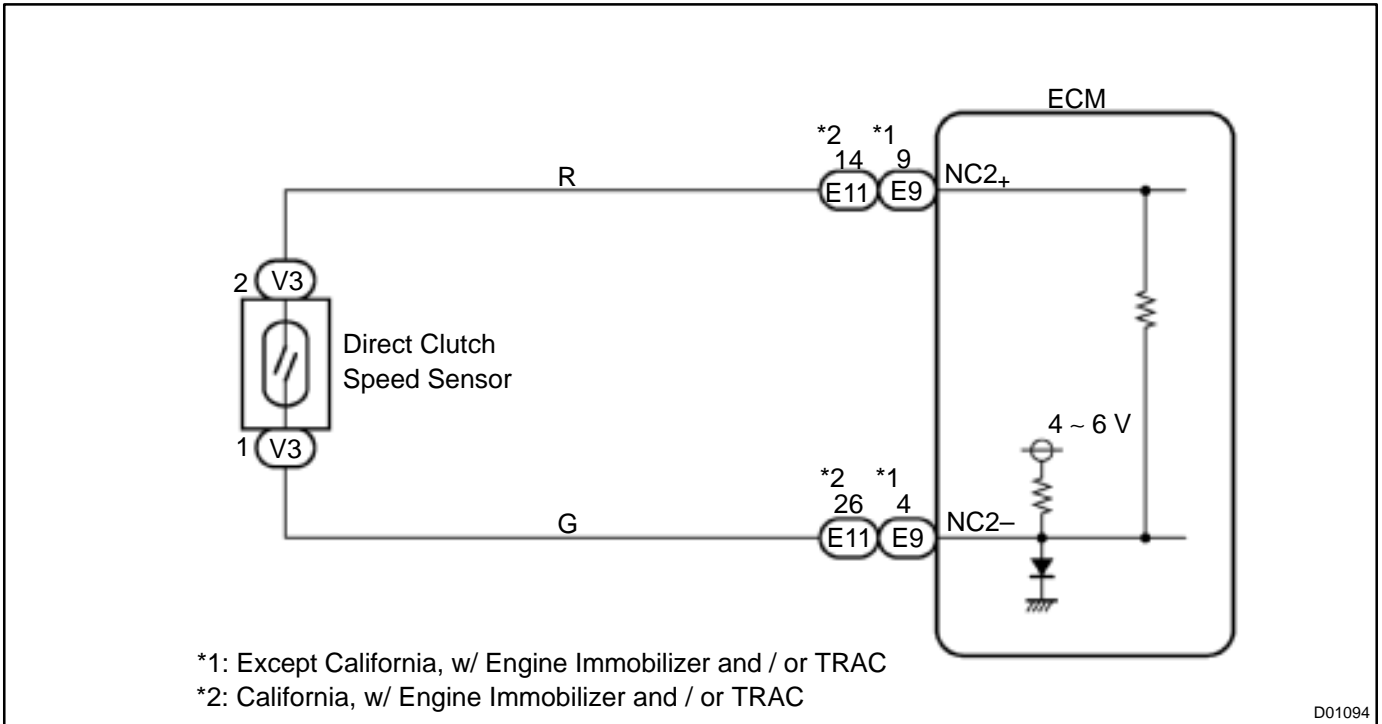 ECM
*2 *1
14 9
R
E11 E9
NC2+
2 V3
Direct Clutch
Speed Sensor
1 V3
4 ~ 6 V
*2 *1
26 4
G
E11 E9
NC2–
*1: Except California, w/ Engine Immobilizer and / or TRAC
*2: California, w/ Engine Immobilizer and / or TRAC
D01094